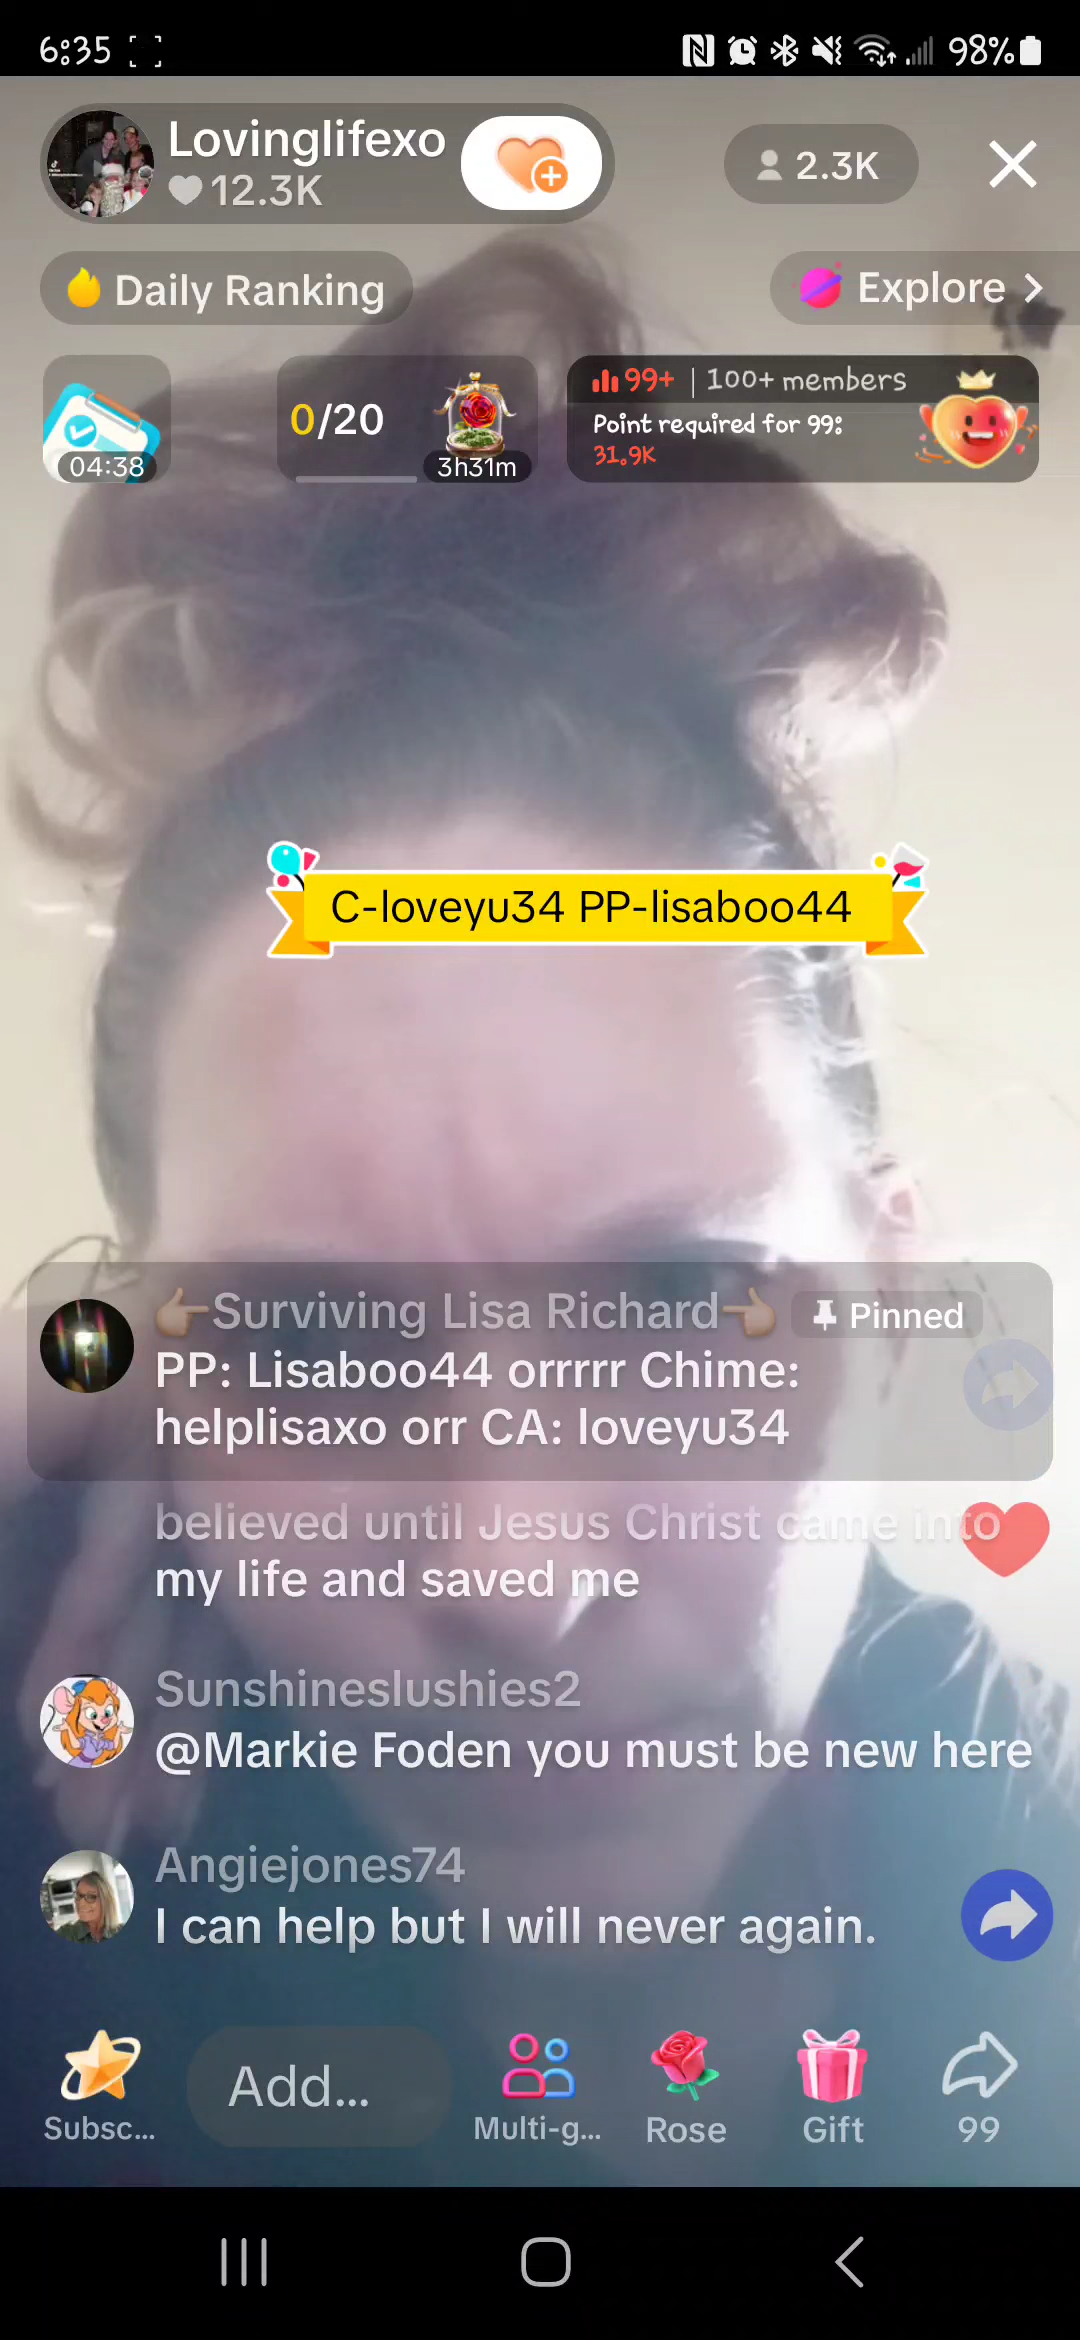 6:35
98%
Lovinglifexo
12.3K
2.3K
Daily Ranking
Explore >
04:38
0/20
3h31m
99+ | 100+ members
Point required for 99:
31.9K
C-loveyu34 PP-lisaboo44
👉Surviving Lisa Richard👈 Pinned
PP: Lisaboo44 orrrrr Chime:
helplisaxo orr CA: loveyu34
believed until Jesus Christ came into
my life and saved me
Sunshineslushies2
@Markie Foden you must be new here
Angiejones74
I can help but I will never again.
Add...
Subsc...
Multi-g...
Rose
Gift
99